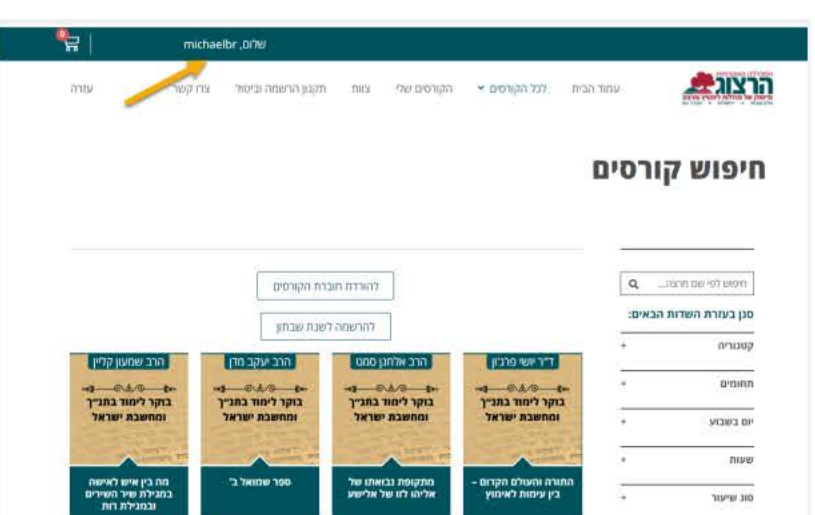 0
שלום, michaelbr
הרצוג
עמוד הבית
לכל הקורסים
הקורסים שלי
צוות
תקנון הרשמה וביטול
צרו קשר
עזרה
חיפוש קורסים
חיפוש לפי שם מרצה...
סנן בעזרת השדות הבאים:
קטגוריה +
תחומים +
יום בשבוע +
שעות +
סוג שיעור +
להורדת חוברת הקורסים
להרשמה לשנת שבתון
ד"ר יושי פרג'ון
בוקר לימוד בתנ"ך
ומחשבת ישראל
התורה והעולם הקדום –
בין עימות לאימוץ
הרב אלחנן סמט
בוקר לימוד בתנ"ך
ומחשבת ישראל
מתקופת נבואתו של
אליהו לזו של אלישע
הרב יעקב מדן
בוקר לימוד בתנ"ך
ומחשבת ישראל
ספר שמואל ב'
הרב שמעון קליין
בוקר לימוד בתנ"ך
ומחשבת ישראל
מה בין איש לאישה
במגילת שיר השירים
ובמגילת רות